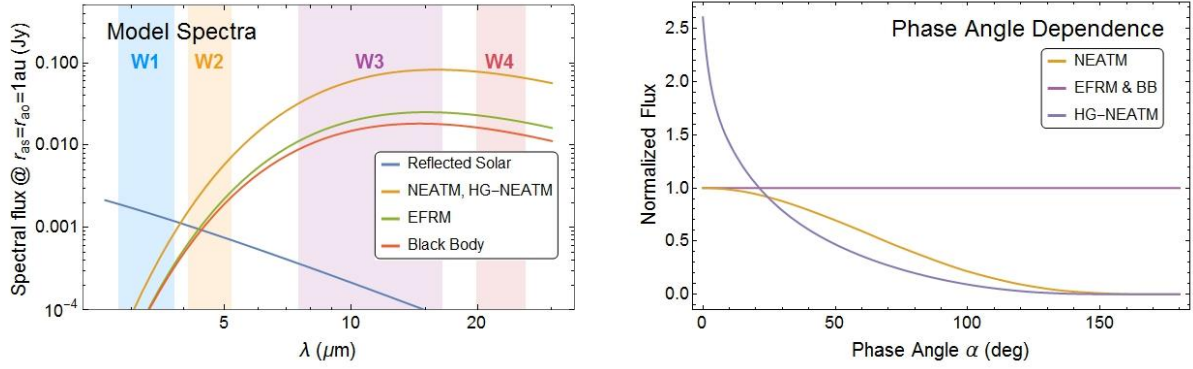 Model Spectra
W1
W2
W3
W4
0.100
0.010
0.001
10⁻⁴
Spectral flux @ rₐₛ=rₐₒ=1au (Jy)
Reflected Solar
NEATM, HG-NEATM
EFRM
Black Body
5
10
20
λ (μm)
Phase Angle Dependence
NEATM
EFRM & BB
HG-NEATM
2.5
2.0
1.5
1.0
0.5
0.0
Normalized Flux
0
50
100
150
Phase Angle α (deg)